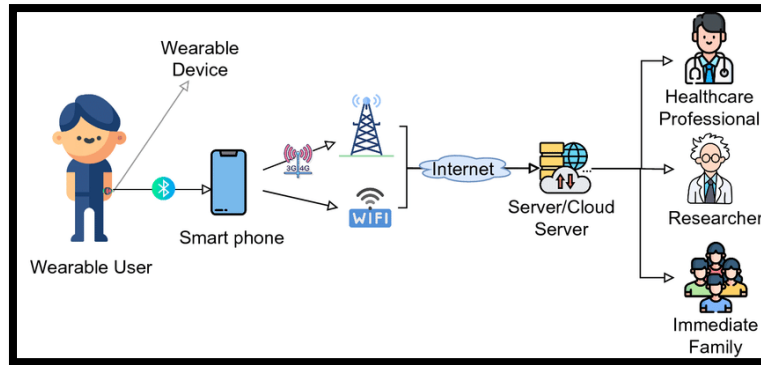 Wearable
Device
Healthcare
Professional
3G 4G
Internet
WIFI
Server/Cloud
Server
Smart phone
Researcher
Wearable User
Immediate
Family